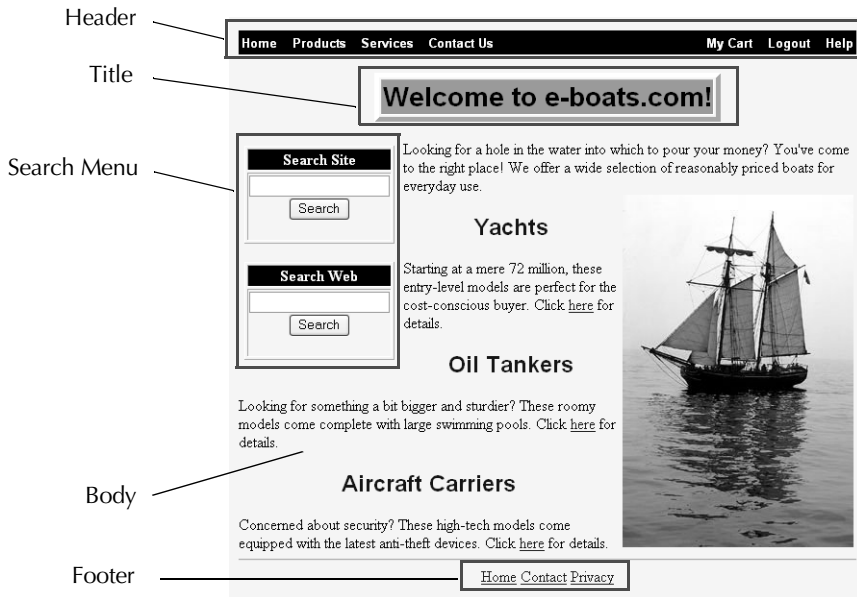 Header
Home Products Services Contact Us My Cart Logout Help
Title
Welcome to e-boats.com!
Search Menu
Search Site
Search
Search Web
Search
Looking for a hole in the water into which to pour your money? You've come
to the right place! We offer a wide selection of reasonably priced boats for
everyday use.
Yachts
Starting at a mere 72 million, these
entry-level models are perfect for the
cost-conscious buyer. Click here for
details.
Oil Tankers
Looking for something a bit bigger and sturdier? These roomy
models come complete with large swimming pools. Click here for
details.
Body
Aircraft Carriers
Concerned about security? These high-tech models come
equipped with the latest anti-theft devices. Click here for details.
Footer
Home Contact Privacy